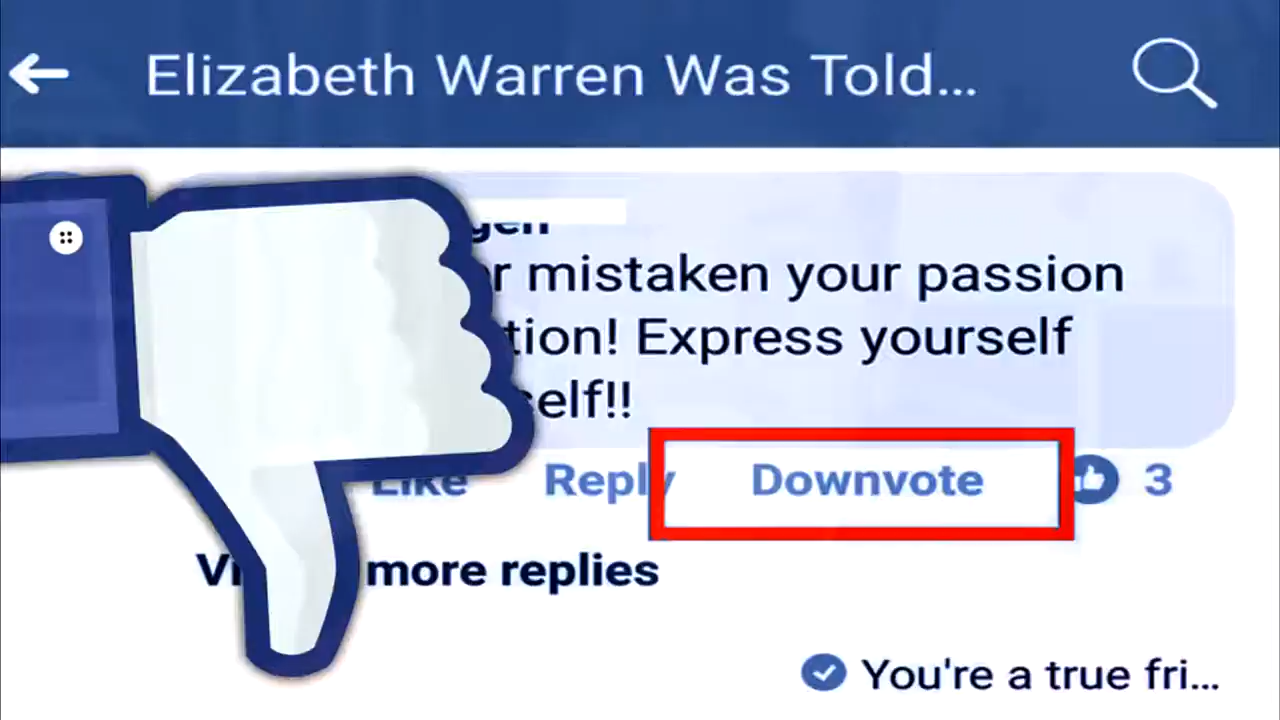 Elizabeth Warren Was Told...
mistaken your passion
tion! Express yourself
self!!
Like Reply Downvote 3
more replies
You're a true fri...